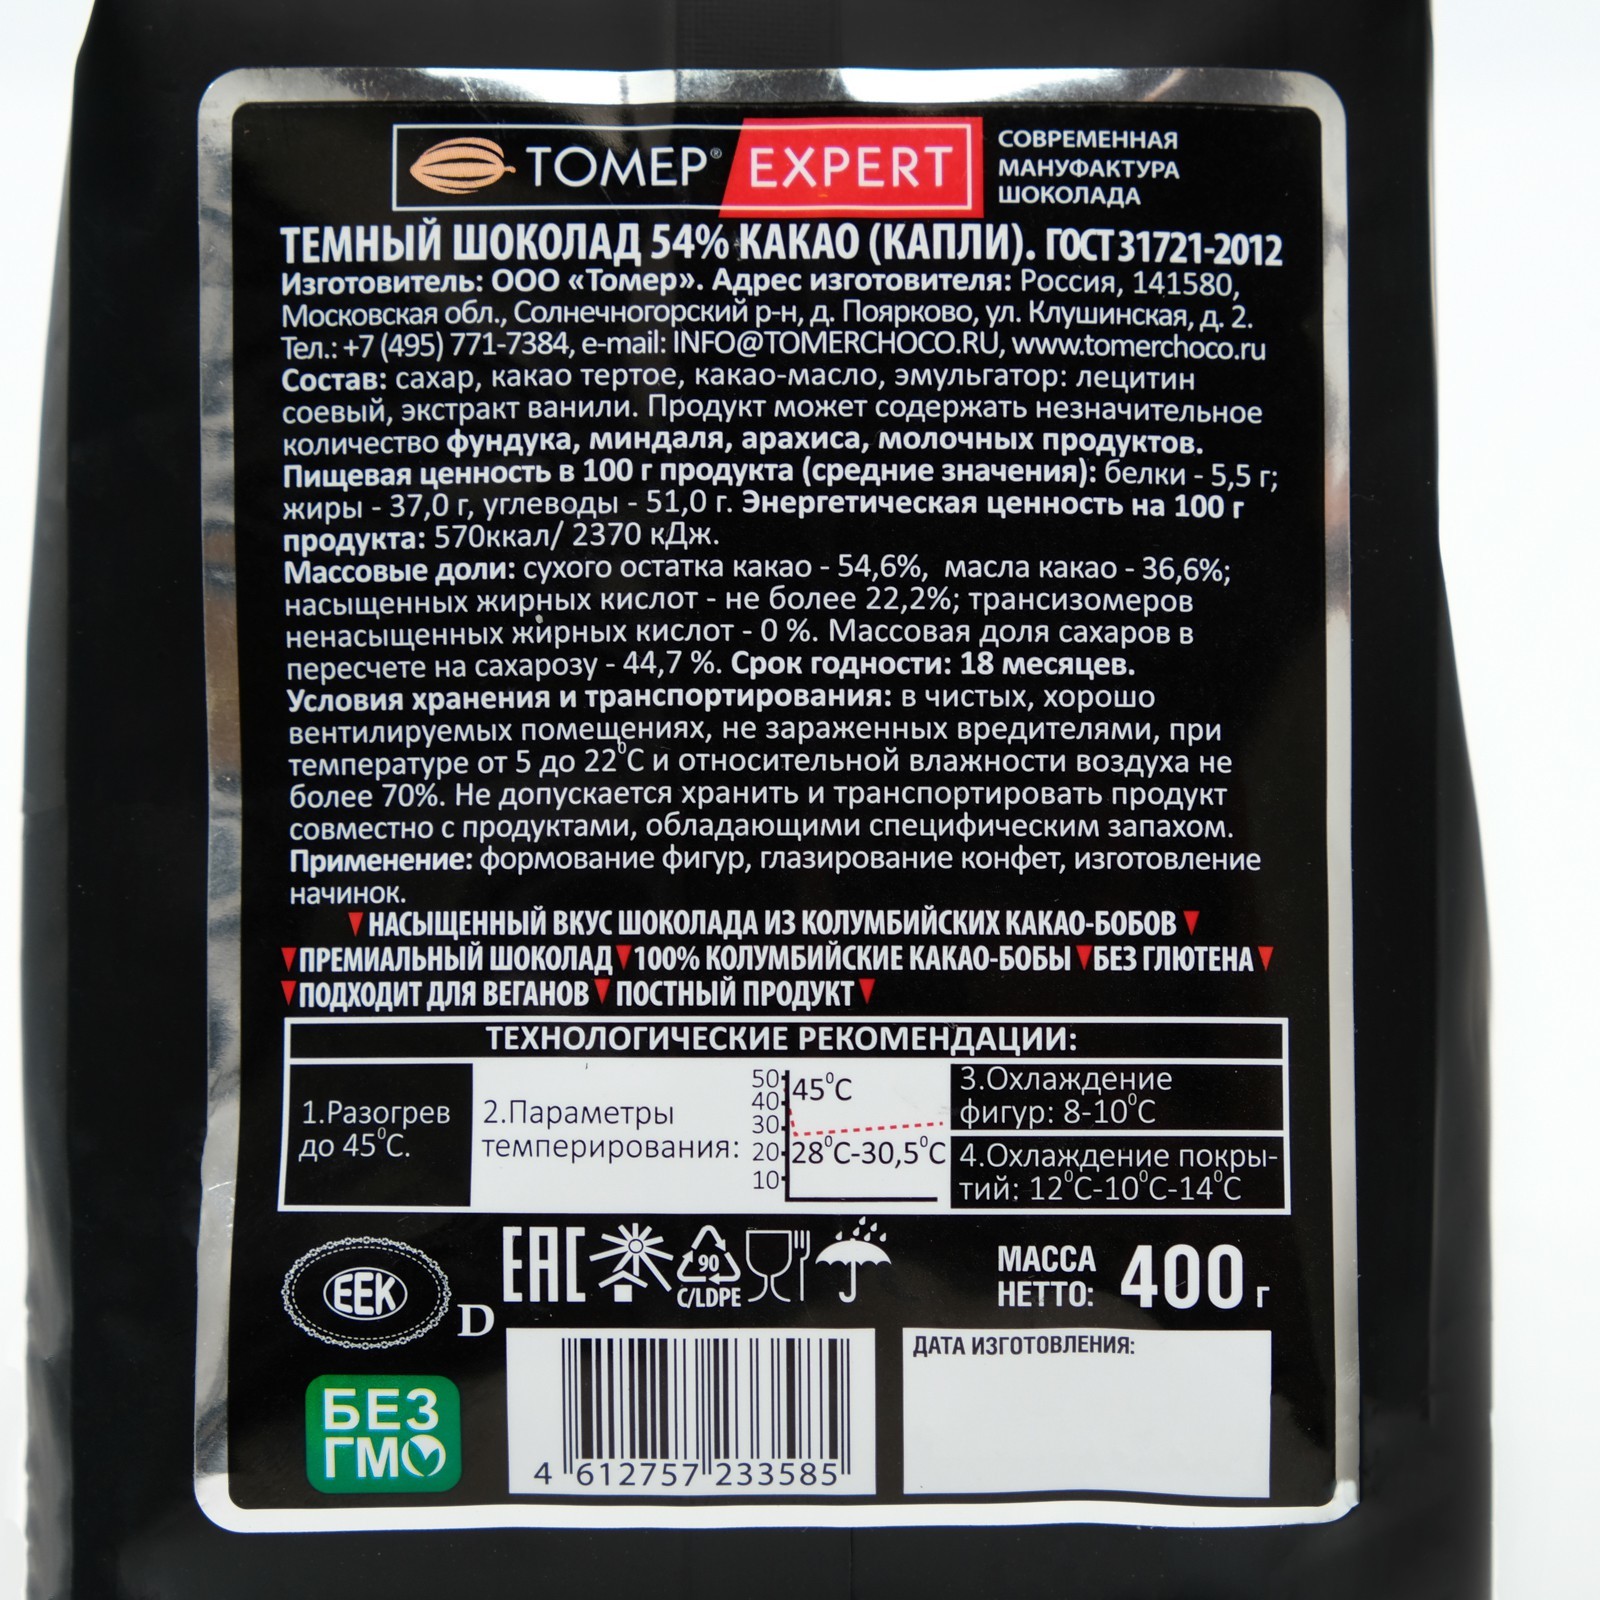 ТОМЕР® EXPERT
СОВРЕМЕННАЯ
МАНУФАКТУРА
ШОКОЛАДА
ТЕМНЫЙ ШОКОЛАД 54% КАКАО (КАПЛИ). ГОСТ 31721-2012
Изготовитель: ООО «Томер». Адрес изготовителя: Россия, 141580,
Московская обл., Солнечногорский р-н, д. Поярково, ул. Клушинская, д. 2.
Тел.: +7 (495) 771-7384, e-mail: INFO@TOMERCHOCO.RU, www.tomerchoco.ru
Состав: сахар, какао тертое, какао-масло, эмульгатор: лецитин
соевый, экстракт ванили. Продукт может содержать незначительное
количество фундука, миндаля, арахиса, молочных продуктов.
Пищевая ценность в 100 г продукта (средние значения): белки - 5,5 г;
жиры - 37,0 г, углеводы - 51,0 г. Энергетическая ценность на 100 г
продукта: 570ккал/ 2370 кДж.
Массовые доли: сухого остатка какао - 54,6%, масла какао - 36,6%;
насыщенных жирных кислот - не более 22,2%; трансизомеров
ненасыщенных жирных кислот - 0 %. Массовая доля сахаров в
пересчете на сахарозу - 44,7 %. Срок годности: 18 месяцев.
Условия хранения и транспортирования: в чистых, хорошо
вентилируемых помещениях, не зараженных вредителями, при
температуре от 5 до 22⁰С и относительной влажности воздуха не
более 70%. Не допускается хранить и транспортировать продукт
совместно с продуктами, обладающими специфическим запахом.
Применение: формование фигур, глазирование конфет, изготовление
начинок.
НАСЫЩЕННЫЙ ВКУС ШОКОЛАДА ИЗ КОЛУМБИЙСКИХ КАКАО-БОБОВ
ПРЕМИАЛЬНЫЙ ШОКОЛАД 100% КОЛУМБИЙСКИЕ КАКАО-БОБЫ БЕЗ ГЛЮТЕНА
ПОДХОДИТ ДЛЯ ВЕГАНОВ ПОСТНЫЙ ПРОДУКТ
ТЕХНОЛОГИЧЕСКИЕ РЕКОМЕНДАЦИИ:
1.Разогрев
до 45⁰С.
2.Параметры
темперирования:
50
40
30
20
10
45⁰С
28⁰С-30,5⁰С
3.Охлаждение
фигур: 8-10⁰С
4.Охлаждение покры-
тий: 12⁰С-10⁰С-14⁰С
ЕЕК
D
EAC
90
C/LDPE
МАССА
НЕТТО: 400 г
БЕЗ
ГМО
4 612757 233585
ДАТА ИЗГОТОВЛЕНИЯ: